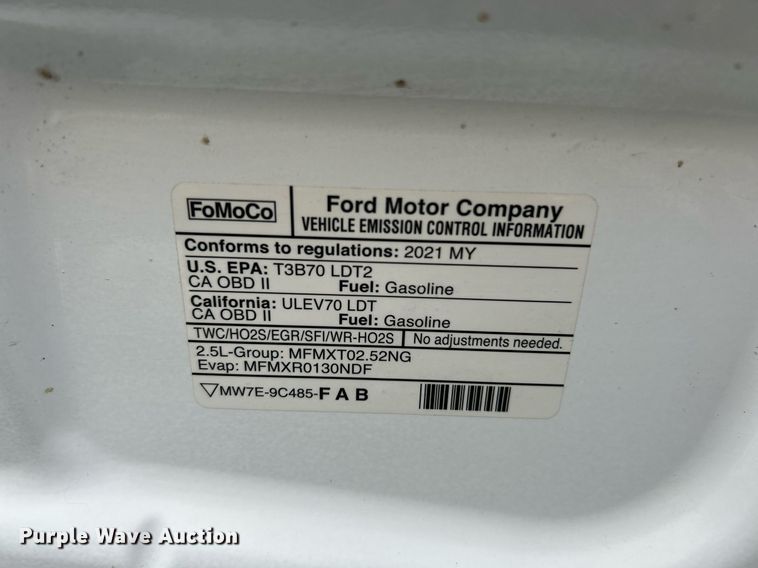 FoMoCo
Ford Motor Company
VEHICLE EMISSION CONTROL INFORMATION
Conforms to regulations: 2021 MY
U.S. EPA: T3B70 LDT2
CA OBD II Fuel: Gasoline
California: ULEV70 LDT
CA OBD II Fuel: Gasoline
TWC/HO2S/EGR/SFI/WR-HO2S No adjustments needed.
2.5L-Group: MFMXT02.52NG
Evap: MFMXR0130NDF
MW7E-9C485-F A B
Purple Wave Auction